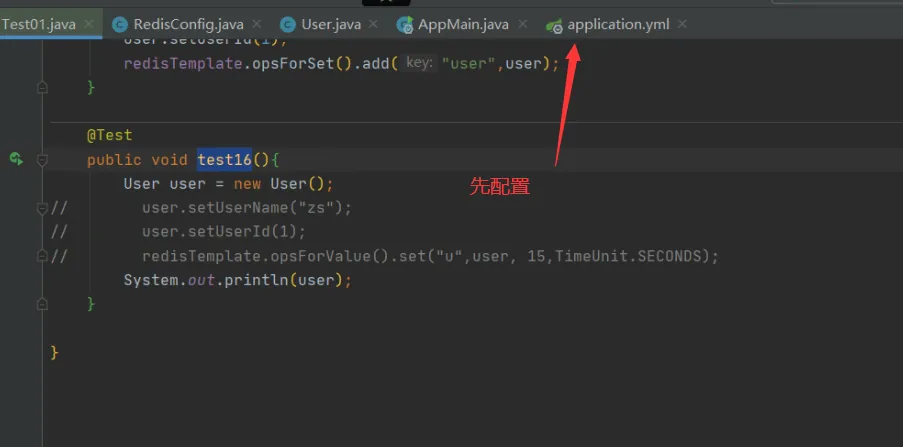 Test01.java RedisConfig.java User.java AppMain.java application.yml
user.setUserId(1);
redisTemplate.opsForSet().add( key: "user",user);
}
@Test
public void test16(){
User user = new User();
先配置
// user.setUserName("zs");
// user.setUserId(1);
// redisTemplate.opsForValue().set("u",user, 15,TimeUnit.SECONDS);
System.out.println(user);
}
}